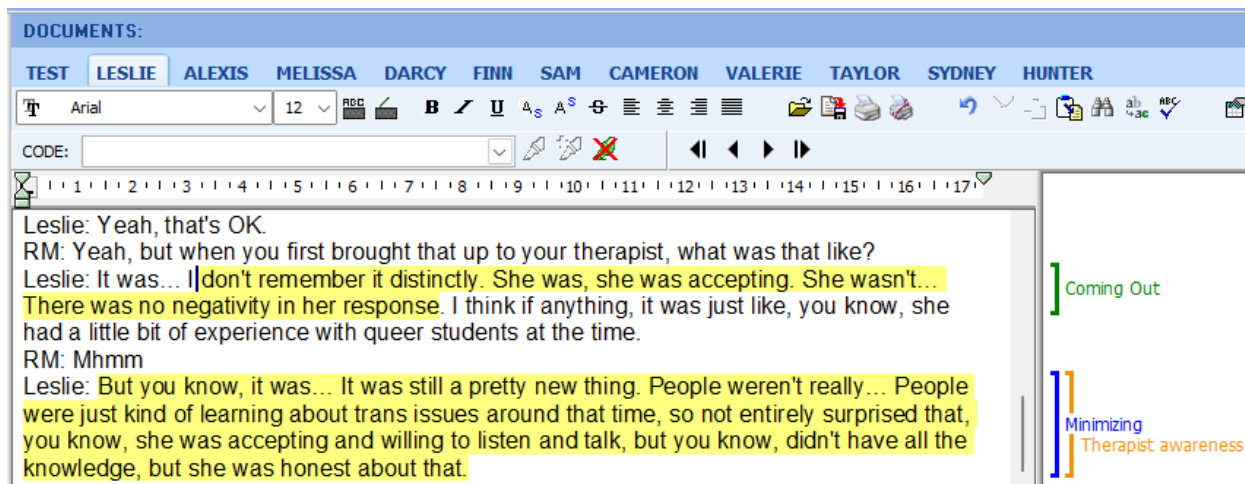 DOCUMENTS:
TEST LESLIE ALEXIS MELISSA DARCY FINN SAM CAMERON VALERIE TAYLOR SYDNEY HUNTER
Arial 12 ABC B I U A S A S S ab ac ABC
CODE:
1 2 3 4 5 6 7 8 9 10 11 12 13 14 15 16 17
Leslie: Yeah, that's OK.
RM: Yeah, but when you first brought that up to your therapist, what was that like?
Leslie: It was... I don't remember it distinctly. She was, she was accepting. She wasn't...
There was no negativity in her response. I think if anything, it was just like, you know, she
had a little bit of experience with queer students at the time.
RM: Mhmm
Leslie: But you know, it was... It was still a pretty new thing. People weren't really... People
were just kind of learning about trans issues around that time, so not entirely surprised that,
you know, she was accepting and willing to listen and talk, but you know, didn't have all the
knowledge, but she was honest about that.
Coming Out
Minimizing
Therapist awareness